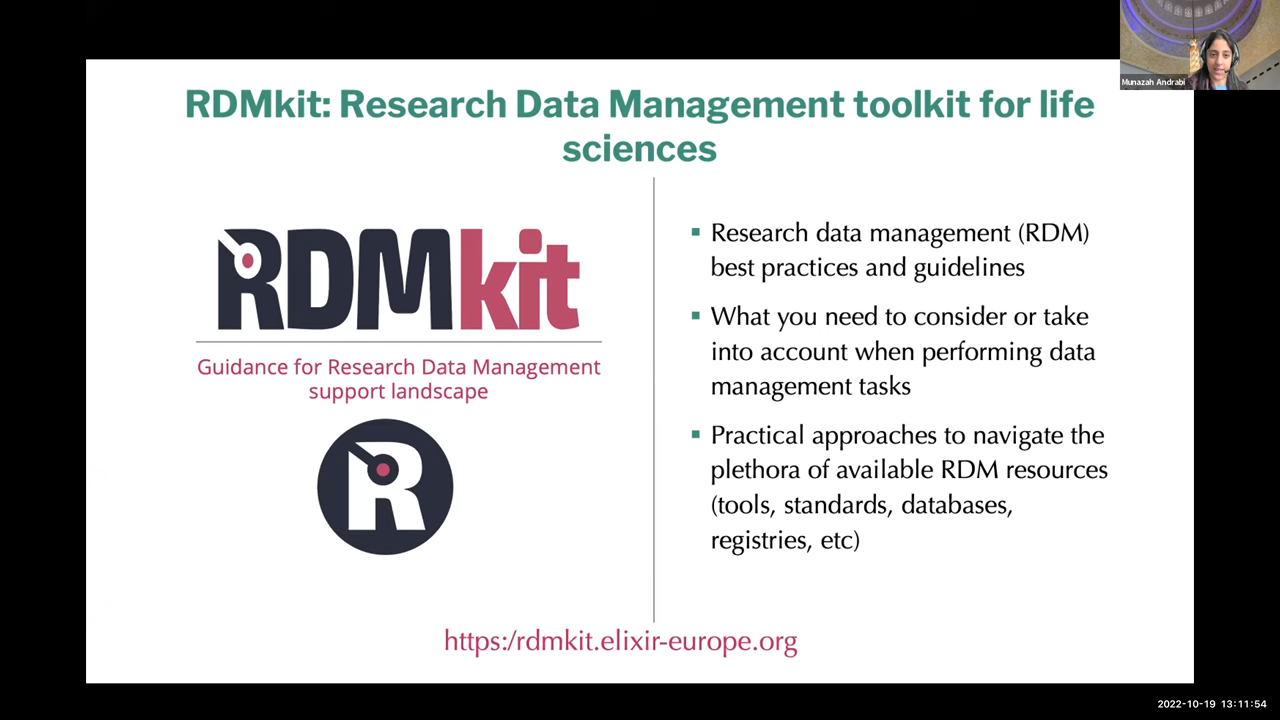 Munazah Andrabi
RDMkit: Research Data Management toolkit for life
sciences
RDMkit
Guidance for Research Data Management
support landscape
R
▪ Research data management (RDM)
best practices and guidelines
▪ What you need to consider or take
into account when performing data
management tasks
▪ Practical approaches to navigate the
plethora of available RDM resources
(tools, standards, databases,
registries, etc)
https:/rdmkit.elixir-europe.org
2022-10-19 13:11:54